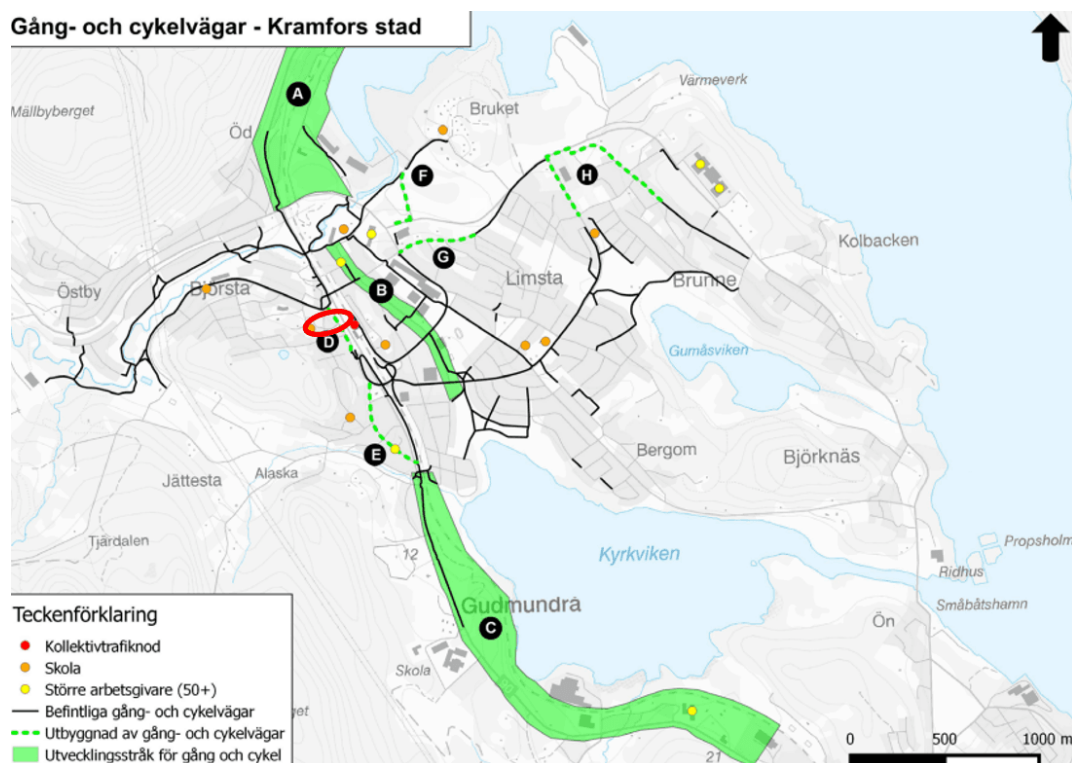 Gång- och cykelvägar - Kramfors stad
Mällbyberget
Öd
A
Bruket
Värmeverk
F
H
G
Limsta
Brunne
Kolbacken
Östby
Björsta
B
D
Gumåsviken
E
Alaska
Jättesta
Bergom
Björknäs
Tjärdalen
12
Kyrkviken
Propsholm
Ridhus
Småbåtshamn
Gudmundrå
C
Ön
Skola
21
Teckenförklaring
Kollektivtrafiknod
Skola
Större arbetsgivare (50+)
Befintliga gång- och cykelvägar
Utbyggnad av gång- och cykelvägar
Utvecklingsstråk för gång och cykel
0 500 1000 m